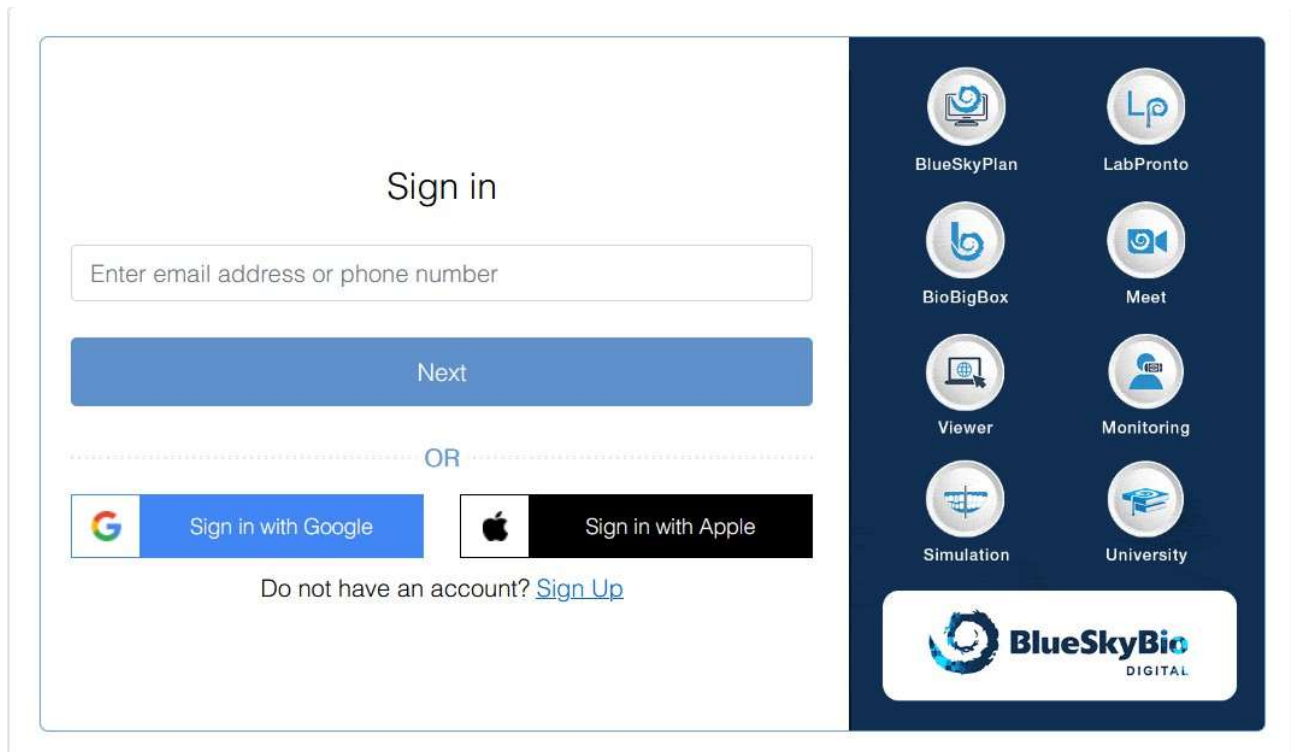 Sign in
Enter email address or phone number
Next
OR
Sign in with Google
Sign in with Apple
Do not have an account? Sign Up
BlueSkyPlan
LabPronto
BioBigBox
Meet
Viewer
Monitoring
Simulation
University
BlueSkyBio
DIGITAL